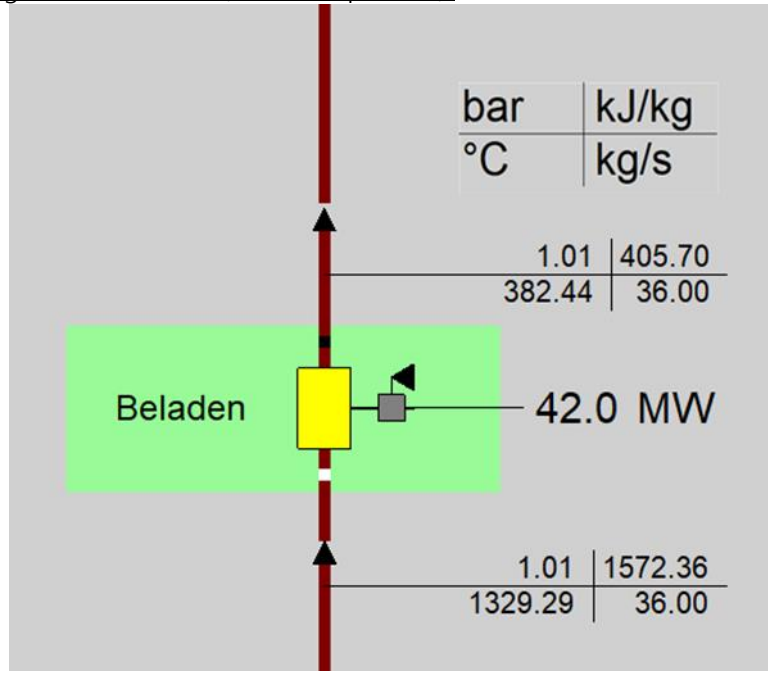 bar kJ/kg
°C kg/s
1.01 405.70
382.44 36.00
Beladen
42.0 MW
1.01 1572.36
1329.29 36.00